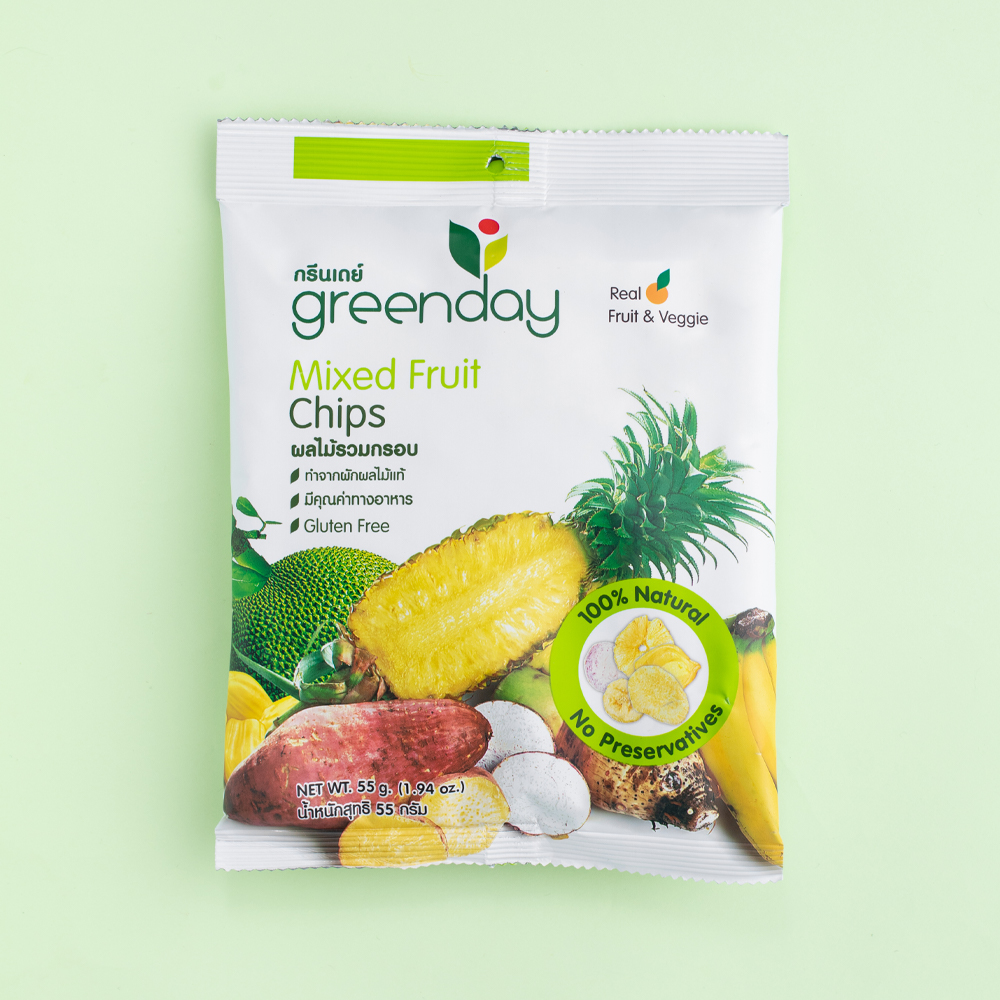 กรีนเดย์
greenday
Real
Fruit & Veggie
Mixed Fruit
Chips
ผลไม้รวมกรอบ
ทำจากผักผลไม้แท้
มีคุณค่าทางอาหาร
Gluten Free
100% Natural
No Preservatives
NET WT. 55 g. (1.94 oz.)
น้ำหนักสุทธิ 55 กรัม